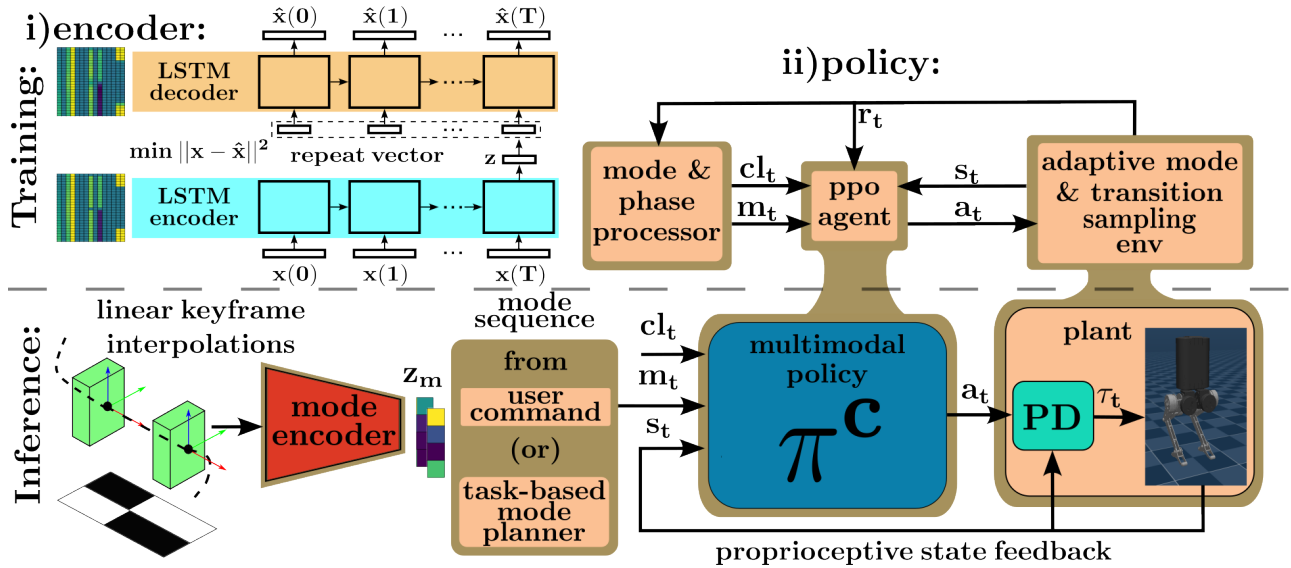 i)encoder:
Training:
x̂(0) x̂(1) ... x̂(T)
LSTM
decoder
...
...
min ||x − x̂||²
repeat vector
z
LSTM
encoder
...
x(0) x(1) ... x(T)
ii)policy:
r_t
mode &
phase
processor
cl_t
m_t
ppo
agent
s_t
a_t
adaptive mode
& transition
sampling
env
Inference:
linear keyframe
interpolations
mode
encoder
z_m
mode
sequence
from
user
command
(or)
task-based
mode
planner
cl_t
m_t
s_t
multimodal
policy
π^c
a_t
plant
PD
τ_t
proprioceptive state feedback